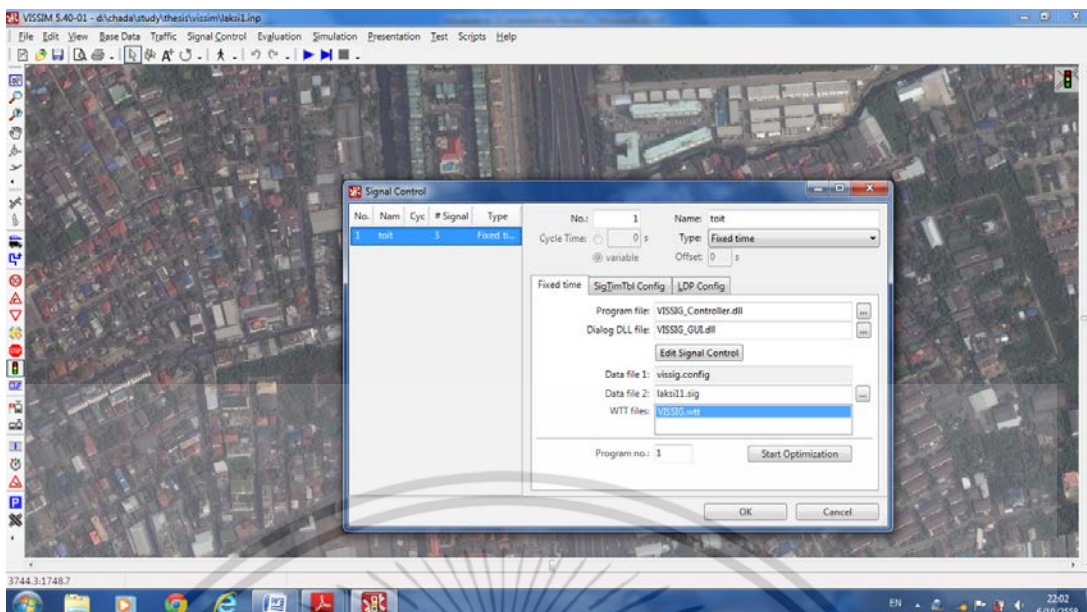 VISSIM 5.40-01 - d:\chada\study\thesis\vissim\laksi1.inp
File Edit View Base Data Traffic Signal Control Evaluation Simulation Presentation Test Scripts Help
Signal Control
No. Nam Cyc # Signal Type
1 toit 3 Fixed ti...
No.: 1 Name: toit
Cycle Time: 0 s Type: Fixed time
variable Offset: 0 s
Fixed time SigTimTbl Config LDP Config
Program file: VISSIG_Controller.dll ...
Dialog DLL file: VISSIG_GUI.dll ...
Edit Signal Control
Data file 1: vissig.config
Data file 2: laksi11.sig ...
WTT files: VISSIG.wtt
Program no.: 1 Start Optimization
OK Cancel
STOP
P
3744.3:1748.7
EN 22:02